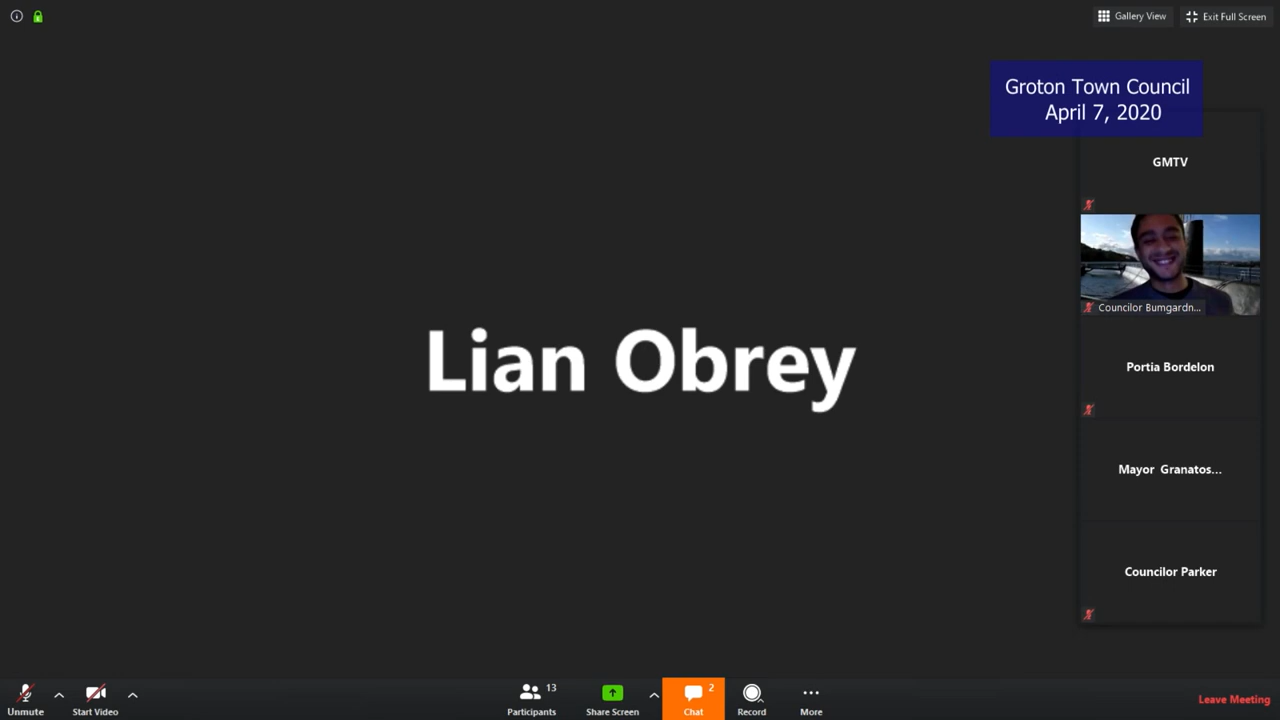 Gallery View
Exit Full Screen
Groton Town Council
April 7, 2020
GMTV
Councilor Bumgardn...
Lian Obrey
Portia Bordelon
Mayor Granatos...
Councilor Parker
Unmute
Start Video
13
Participants
Share Screen
2
Chat
Record
More
Leave Meeting